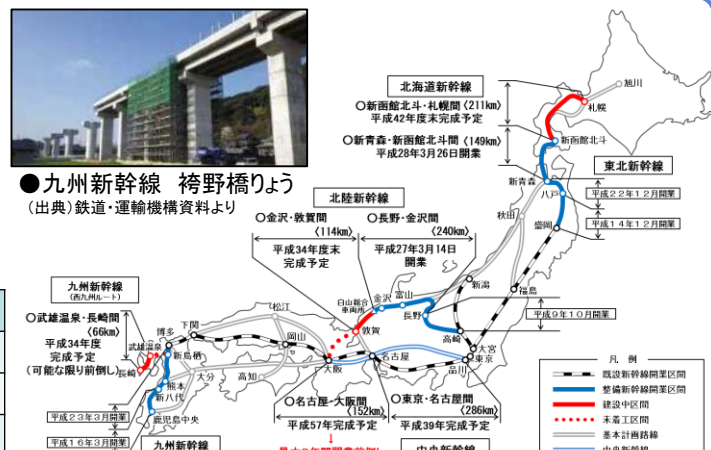 ●九州新幹線 袴野橋りょう
(出典)鉄道・運輸機構資料より
北海道新幹線
○新函館北斗・札幌間〈211km〉
平成42年度末完成予定
○新青森・新函館北斗間〈149km〉
平成28年3月26日開業
旭川
札幌
新函館北斗
東北新幹線
新青森
八戸
平成22年12月開業
秋田
盛岡
平成14年12月開業
北陸新幹線
○金沢・敦賀間
〈114km〉
平成34年度末
完成予定
○長野・金沢間
〈240km〉
平成27年3月14日
開業
白山総合
車両所
金沢
富山
長野
新潟
福島
平成9年10月開業
高崎
大宮
東京
品川
敦賀
名古屋
大阪
九州新幹線
(西九州ルート)
○武雄温泉・長崎間
〈66km〉
平成34年度
完成予定
(可能な限り前倒し)
武雄温泉
長崎
博多
下関
松江
岡山
新鳥栖
大分
高知
熊本
新八代
鹿児島中央
平成23年3月開業
平成16年3月開業
九州新幹線
○名古屋・大阪間
〈152km〉
平成57年完成予定
○東京・名古屋間
〈286km〉
平成39年完成予定
中央新幹線
凡例
既設新幹線開業区間
整備新幹線開業区間
建設中区間
未着工区間
基本計画路線
中央新幹線